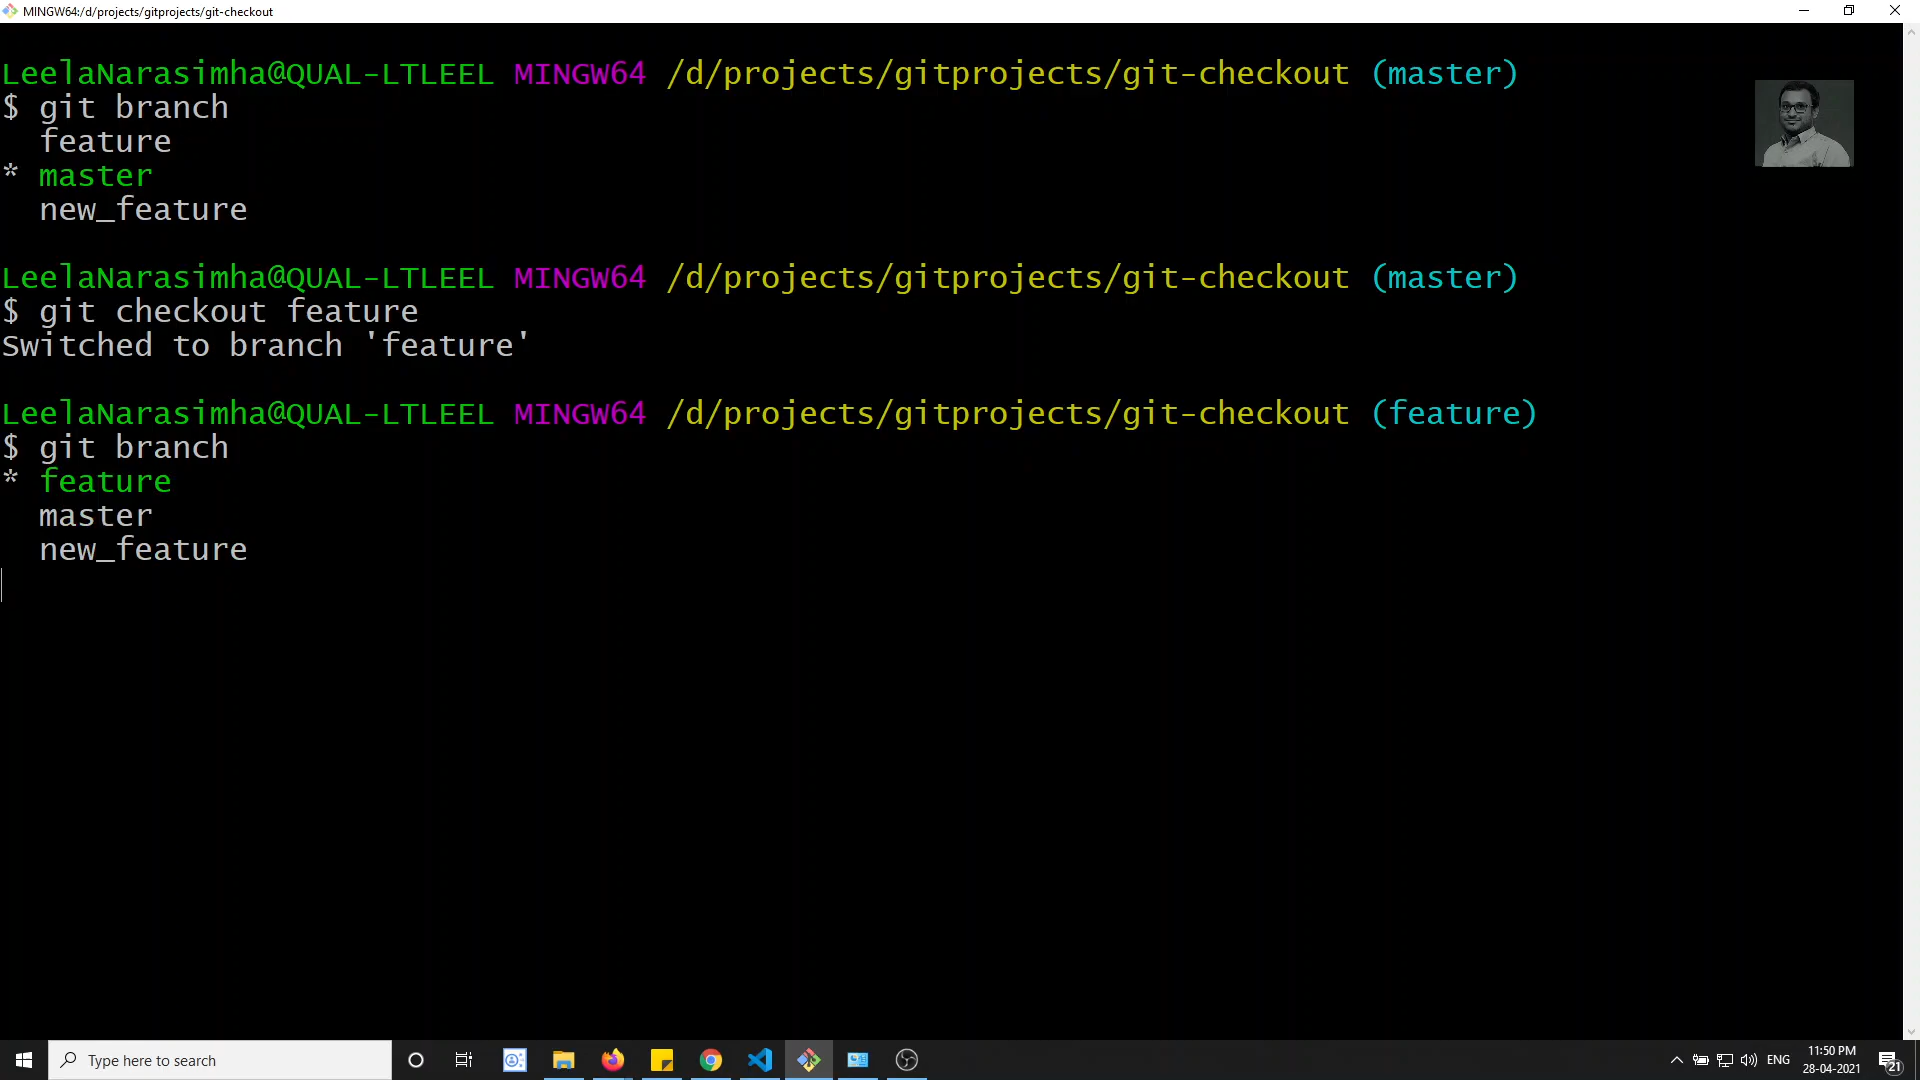 MINGW64:/d/projects/gitprojects/git-checkout
LeelaNarasimha@QUAL-LTLEEL MINGW64 /d/projects/gitprojects/git-checkout (master)
$ git branch
  feature
* master
  new_feature
LeelaNarasimha@QUAL-LTLEEL MINGW64 /d/projects/gitprojects/git-checkout (master)
$ git checkout feature
Switched to branch 'feature'
LeelaNarasimha@QUAL-LTLEEL MINGW64 /d/projects/gitprojects/git-checkout (feature)
$ git branch
* feature
  master
  new_feature
Type here to search
ENG
11:50 PM
28-04-2021
21